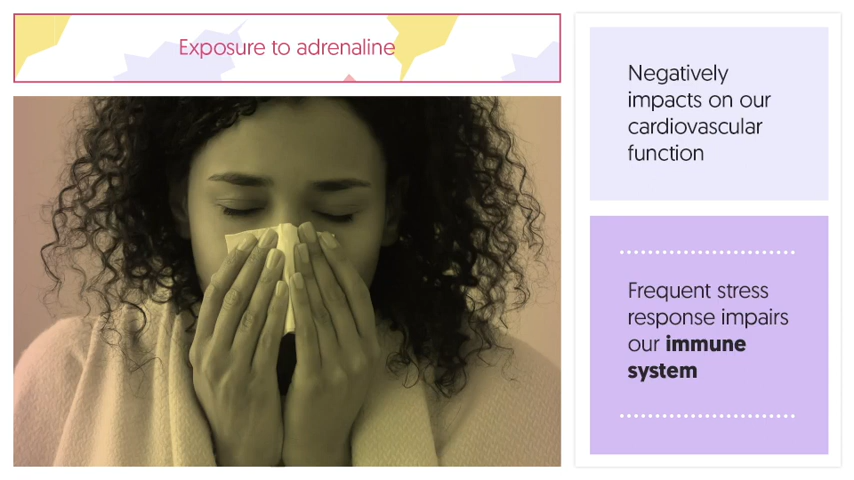 Exposure to adrenaline
Negatively
impacts on our
cardiovascular
function
Frequent stress
response impairs
our immune
system